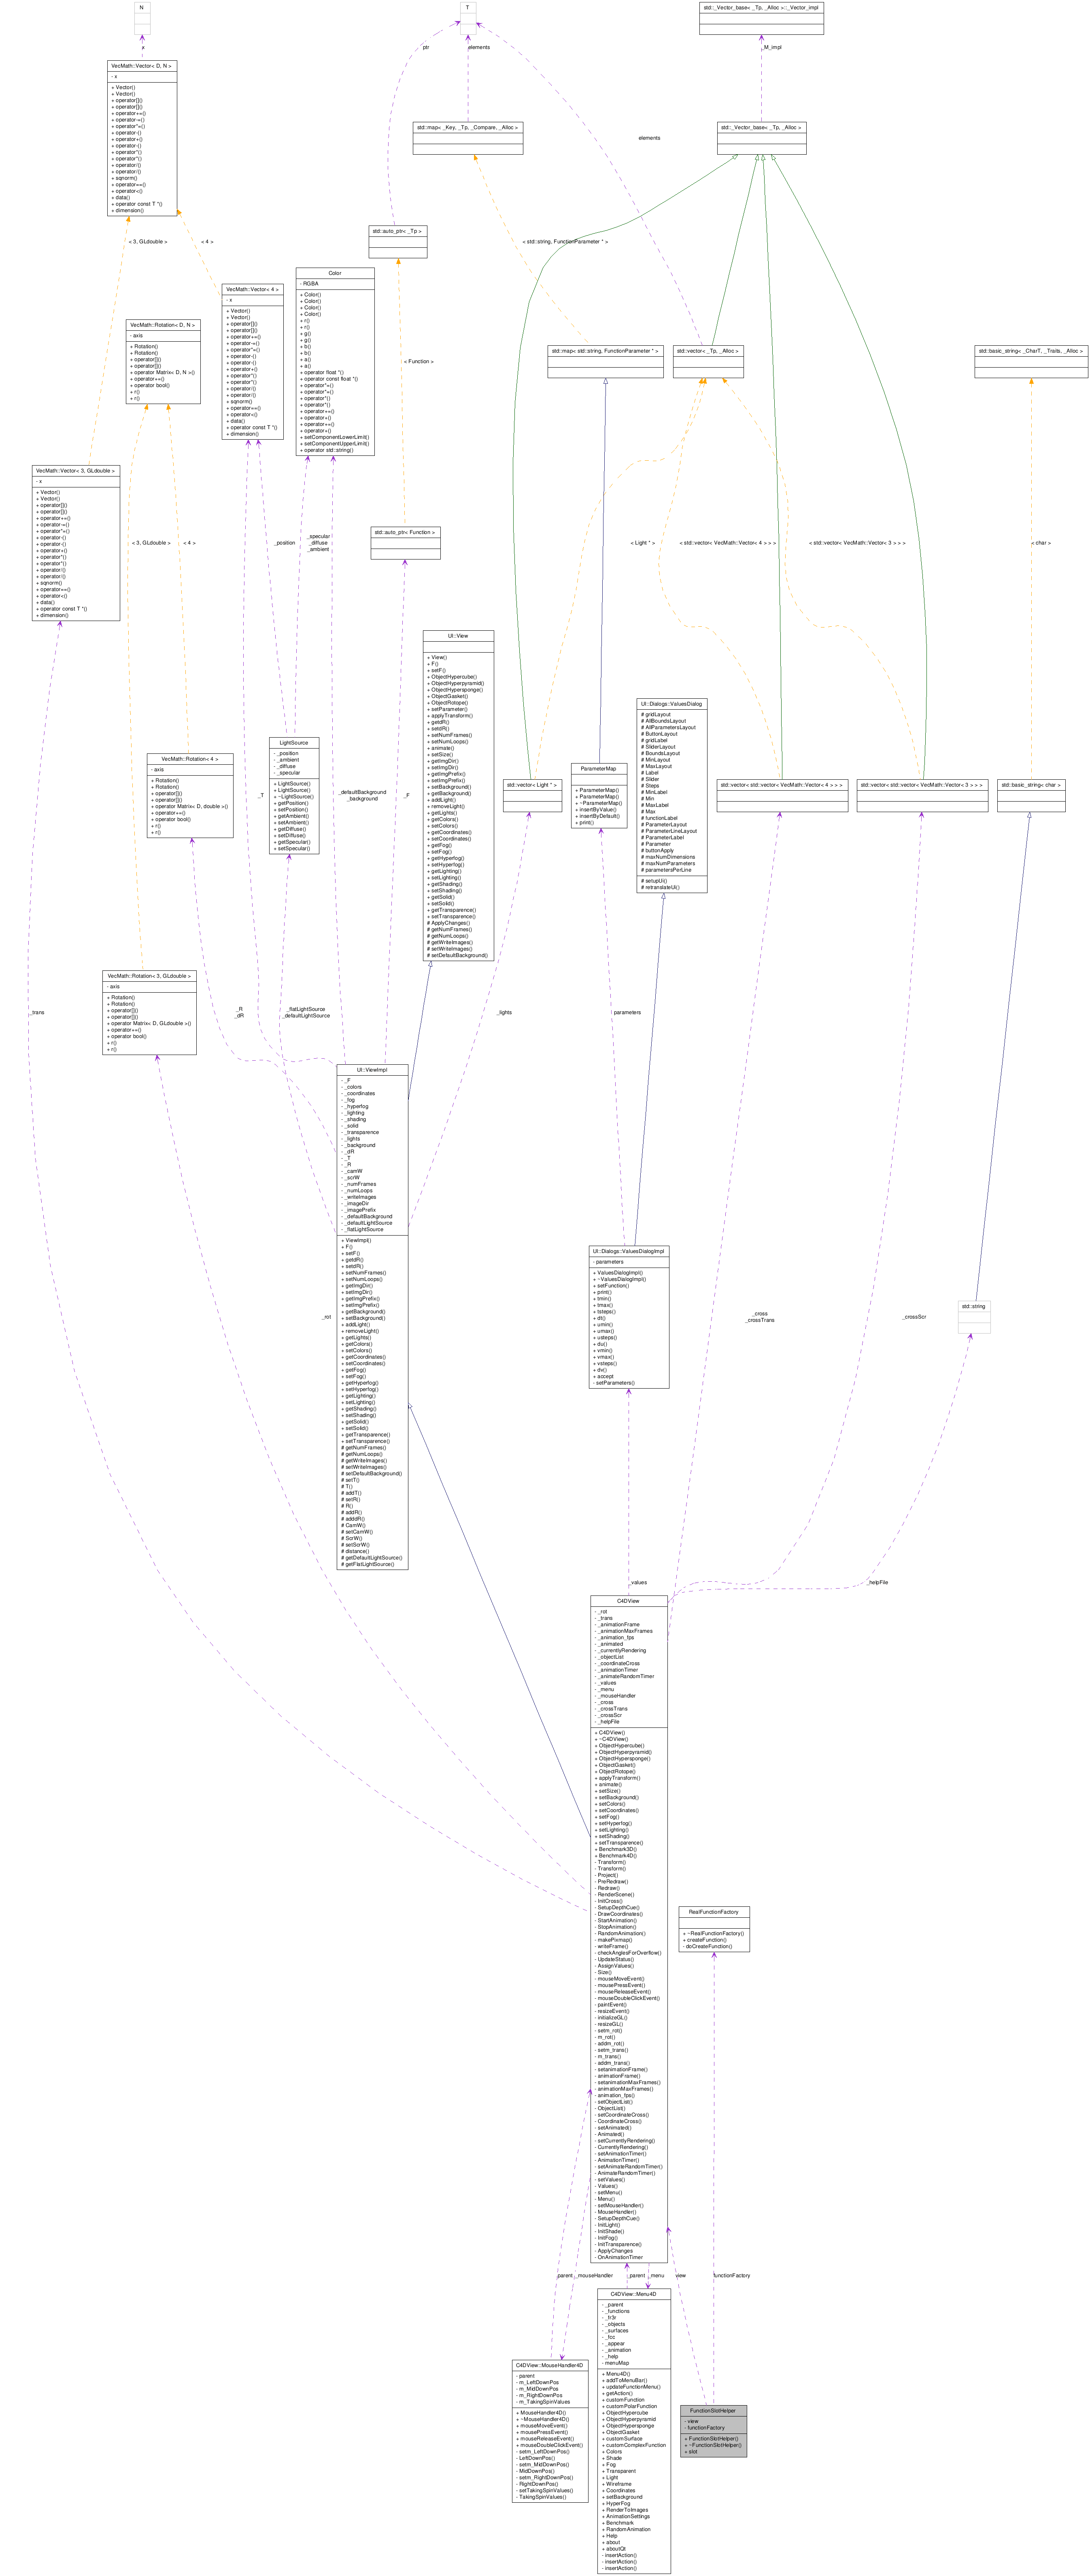 N
T
std::_Vector_base< _Tp, _Alloc >::_Vector_impl
x
ptr
elements
_M_impl
VecMath::Vector< D, N >
- x
+ Vector()
+ Vector()
+ operator[]()
+ operator[]()
+ operator+=()
+ operator-=()
+ operator*=()
+ operator-()
+ operator+()
+ operator-()
+ operator*()
+ operator*()
+ operator/()
+ operator/()
+ sqnorm()
+ operator==()
+ operator<()
+ data()
+ operator const T *()
+ dimension()
std::map< _Key, _Tp, _Compare, _Alloc >
std::_Vector_base< _Tp, _Alloc >
elements
std::auto_ptr< _Tp >
< 3, GLdouble >
< 4 >
< std::string, FunctionParameter * >
VecMath::Vector< 4 >
- x
+ Vector()
+ Vector()
+ operator[]()
+ operator[]()
+ operator+=()
+ operator-=()
+ operator*=()
+ operator-()
+ operator-()
+ operator+()
+ operator*()
+ operator*()
+ operator/()
+ operator/()
+ sqnorm()
+ operator==()
+ operator<()
+ data()
+ operator const T *()
+ dimension()
Color
- RGBA
+ Color()
+ Color()
+ Color()
+ Color()
+ r()
+ r()
+ g()
+ g()
+ b()
+ b()
+ a()
+ a()
+ operator float *()
+ operator const float *()
+ operator*=()
+ operator*=()
+ operator*()
+ operator*()
+ operator+=()
+ operator+()
+ operator+=()
+ operator+()
+ setComponentLowerLimit()
+ setComponentUpperLimit()
+ operator std::string()
VecMath::Rotation< D, N >
- axis
+ Rotation()
+ Rotation()
+ operator[]()
+ operator[]()
+ operator Matrix< D, N >()
+ operator++()
+ operator bool()
+ r()
+ r()
< Function >
std::map< std::string, FunctionParameter * >
std::vector< _Tp, _Alloc >
std::basic_string< _CharT, _Traits, _Alloc >
VecMath::Vector< 3, GLdouble >
- x
+ Vector()
+ Vector()
+ operator[]()
+ operator[]()
+ operator+=()
+ operator-=()
+ operator*=()
+ operator-()
+ operator-()
+ operator+()
+ operator*()
+ operator*()
+ operator/()
+ operator/()
+ sqnorm()
+ operator==()
+ operator<()
+ data()
+ operator const T *()
+ dimension()
< 3, GLdouble >
< 4 >
_position
_specular
_diffuse
_ambient
std::auto_ptr< Function >
< Light * >
< std::vector< VecMath::Vector< 4 > > >
< std::vector< VecMath::Vector< 3 > > >
< char >
UI::View
+ View()
+ F()
+ setF()
+ ObjectHypercube()
+ ObjectHyperpyramid()
+ ObjectHypersponge()
+ ObjectGasket()
+ ObjectRotope()
+ setParameter()
+ applyTransform()
+ getdR()
+ setdR()
+ setNumFrames()
+ setNumLoops()
+ animate()
+ setSize()
+ getImgDir()
+ setImgDir()
+ getImgPrefix()
+ setImgPrefix()
+ setBackground()
+ getBackground()
+ addLight()
+ removeLight()
+ getLights()
+ getColors()
+ setColors()
+ getCoordinates()
+ setCoordinates()
+ getFog()
+ setFog()
+ getHyperfog()
+ setHyperfog()
+ getLighting()
+ setLighting()
+ getShading()
+ setShading()
+ getSolid()
+ setSolid()
+ getTransparence()
+ setTransparence()
# ApplyChanges()
# getNumFrames()
# getNumLoops()
# getWriteImages()
# setWriteImages()
# setDefaultBackground()
UI::Dialogs::ValuesDialog
# gridLayout
# AllBoundsLayout
# AllParametersLayout
# ButtonLayout
# gridLabel
# SliderLayout
# BoundsLayout
# MinLayout
# MaxLayout
# Label
# Slider
# Steps
# MinLabel
# Min
# MaxLabel
# Max
# functionLabel
# ParameterLayout
# ParameterLineLayout
# ParameterLabel
# Parameter
# buttonApply
# maxNumDimensions
# maxNumParameters
# parametersPerLine
# setupUi()
# retranslateUi()
LightSource
- _position
- _ambient
- _diffuse
- _specular
+ LightSource()
+ LightSource()
+ ~LightSource()
+ getPosition()
+ setPosition()
+ getAmbient()
+ setAmbient()
+ getDiffuse()
+ setDiffuse()
+ getSpecular()
+ setSpecular()
VecMath::Rotation< 4 >
- axis
+ Rotation()
+ Rotation()
+ operator[]()
+ operator[]()
+ operator Matrix< D, double >()
+ operator++()
+ operator bool()
+ r()
+ r()
_T
_defaultBackground
_background
_F
std::vector< Light * >
ParameterMap
+ ParameterMap()
+ ParameterMap()
+ ~ParameterMap()
+ insertByValue()
+ insertByDefault()
+ print()
std::vector< std::vector< VecMath::Vector< 4 > > >
std::vector< std::vector< VecMath::Vector< 3 > > >
std::basic_string< char >
VecMath::Rotation< 3, GLdouble >
- axis
+ Rotation()
+ Rotation()
+ operator[]()
+ operator[]()
+ operator Matrix< D, GLdouble >()
+ operator++()
+ operator bool()
+ r()
+ r()
_trans
_R
_dR
_flatLightSource
_defaultLightSource
_lights
parameters
UI::ViewImpl
- _F
- _colors
- _coordinates
- _fog
- _hyperfog
- _lighting
- _shading
- _solid
- _transparence
- _lights
- _background
- _dR
- _T
- _R
- _camW
- _scrW
- _numFrames
- _numLoops
- _writeImages
- _imageDir
- _imagePrefix
- _defaultBackground
- _defaultLightSource
- _flatLightSource
+ ViewImpl()
+ F()
+ setF()
+ getdR()
+ setdR()
+ setNumFrames()
+ setNumLoops()
+ getImgDir()
+ setImgDir()
+ getImgPrefix()
+ setImgPrefix()
+ getBackground()
+ setBackground()
+ addLight()
+ removeLight()
+ getLights()
+ getColors()
+ setColors()
+ getCoordinates()
+ setCoordinates()
+ getFog()
+ setFog()
+ getHyperfog()
+ setHyperfog()
+ getLighting()
+ setLighting()
+ getShading()
+ setShading()
+ getSolid()
+ setSolid()
+ getTransparence()
+ setTransparence()
# getNumFrames()
# getNumLoops()
# getWriteImages()
# setWriteImages()
# setDefaultBackground()
# setT()
# T()
# addT()
# setR()
# R()
# addR()
# adddR()
# CamW()
# setCamW()
# ScrW()
# setScrW()
# distance()
# getDefaultLightSource()
# getFlatLightSource()
UI::Dialogs::ValuesDialogImpl
- parameters
+ ValuesDialogImpl()
+ ~ValuesDialogImpl()
+ setFunction()
+ print()
+ tmin()
+ tmax()
+ tsteps()
+ dt()
+ umin()
+ umax()
+ usteps()
+ du()
+ vmin()
+ vmax()
+ vsteps()
+ dv()
+ accept
- setParameters()
_rot
_cross
_crossTrans
_crossScr
std::string
_values
_helpFile
C4DView
- _rot
- _trans
- _animationFrame
- _animationMaxFrames
- _animation_fps
- _animated
- _currentlyRendering
- _objectList
- _coordinateCross
- _animationTimer
- _animateRandomTimer
- _values
- _menu
- _mouseHandler
- _cross
- _crossTrans
- _crossScr
- _helpFile
+ C4DView()
+ ~C4DView()
+ ObjectHypercube()
+ ObjectHyperpyramid()
+ ObjectHypersponge()
+ ObjectGasket()
+ ObjectRotope()
+ applyTransform()
+ animate()
+ setSize()
+ setBackground()
+ setColors()
+ setCoordinates()
+ setFog()
+ setHyperfog()
+ setLighting()
+ setShading()
+ setTransparence()
+ Benchmark3D()
+ Benchmark4D()
- Transform()
- Transform()
- Project()
- PreRedraw()
- Redraw()
- RenderScene()
- InitCross()
- SetupDepthCue()
- DrawCoordinates()
- StartAnimation()
- StopAnimation()
- RandomAnimation()
- makePixmap()
- writeFrame()
- checkAnglesForOverflow()
- UpdateStatus()
- AssignValues()
- Size()
- mouseMoveEvent()
- mousePressEvent()
- mouseReleaseEvent()
- mouseDoubleClickEvent()
- paintEvent()
- resizeEvent()
- initializeGL()
- resizeGL()
- setm_rot()
- m_rot()
- addm_rot()
- setm_trans()
- m_trans()
- addm_trans()
- setanimationFrame()
- animationFrame()
- setanimationMaxFrames()
- animationMaxFrames()
- animation_fps()
- setObjectList()
- ObjectList()
- setCoordinateCross()
- CoordinateCross()
- setAnimated()
- Animated()
- setCurrentlyRendering()
- CurrentlyRendering()
- setAnimationTimer()
- AnimationTimer()
- setAnimateRandomTimer()
- AnimateRandomTimer()
- setValues()
- Values()
- setMenu()
- Menu()
- setMouseHandler()
- MouseHandler()
- SetupDepthCue()
- InitLight()
- InitShade()
- InitFog()
- InitTransparence()
- ApplyChanges
- OnAnimationTimer
RealFunctionFactory
+ ~RealFunctionFactory()
+ createFunction()
- doCreateFunction()
parent
_mouseHandler
_parent
_menu
view
functionFactory
C4DView::Menu4D
- _parent
- _functions
- _fr3r
- _objects
- _surfaces
- _fcc
- _appear
- _animation
- _help
- menuMap
+ Menu4D()
+ addToMenuBar()
+ updateFunctionMenu()
+ getAction()
+ customFunction
+ customPolarFunction
+ ObjectHypercube
+ ObjectHyperpyramid
+ ObjectHypersponge
+ ObjectGasket
+ customSurface
+ customComplexFunction
+ Colors
+ Shade
+ Fog
+ Transparent
+ Light
+ Wireframe
+ Coordinates
+ setBackground
+ HyperFog
+ RenderToImages
+ AnimationSettings
+ Benchmark
+ RandomAnimation
+ Help
+ about
+ aboutQt
- insertAction()
- insertAction()
- insertAction()
C4DView::MouseHandler4D
- parent
- m_LeftDownPos
- m_MidDownPos
- m_RightDownPos
- m_TakingSpinValues
+ MouseHandler4D()
+ ~MouseHandler4D()
+ mouseMoveEvent()
+ mousePressEvent()
+ mouseReleaseEvent()
+ mouseDoubleClickEvent()
- setm_LeftDownPos()
- LeftDownPos()
- setm_MidDownPos()
- MidDownPos()
- setm_RightDownPos()
- RightDownPos()
- setTakingSpinValues()
- TakingSpinValues()
FunctionSlotHelper
- view
- functionFactory
+ FunctionSlotHelper()
+ ~FunctionSlotHelper()
+ slot